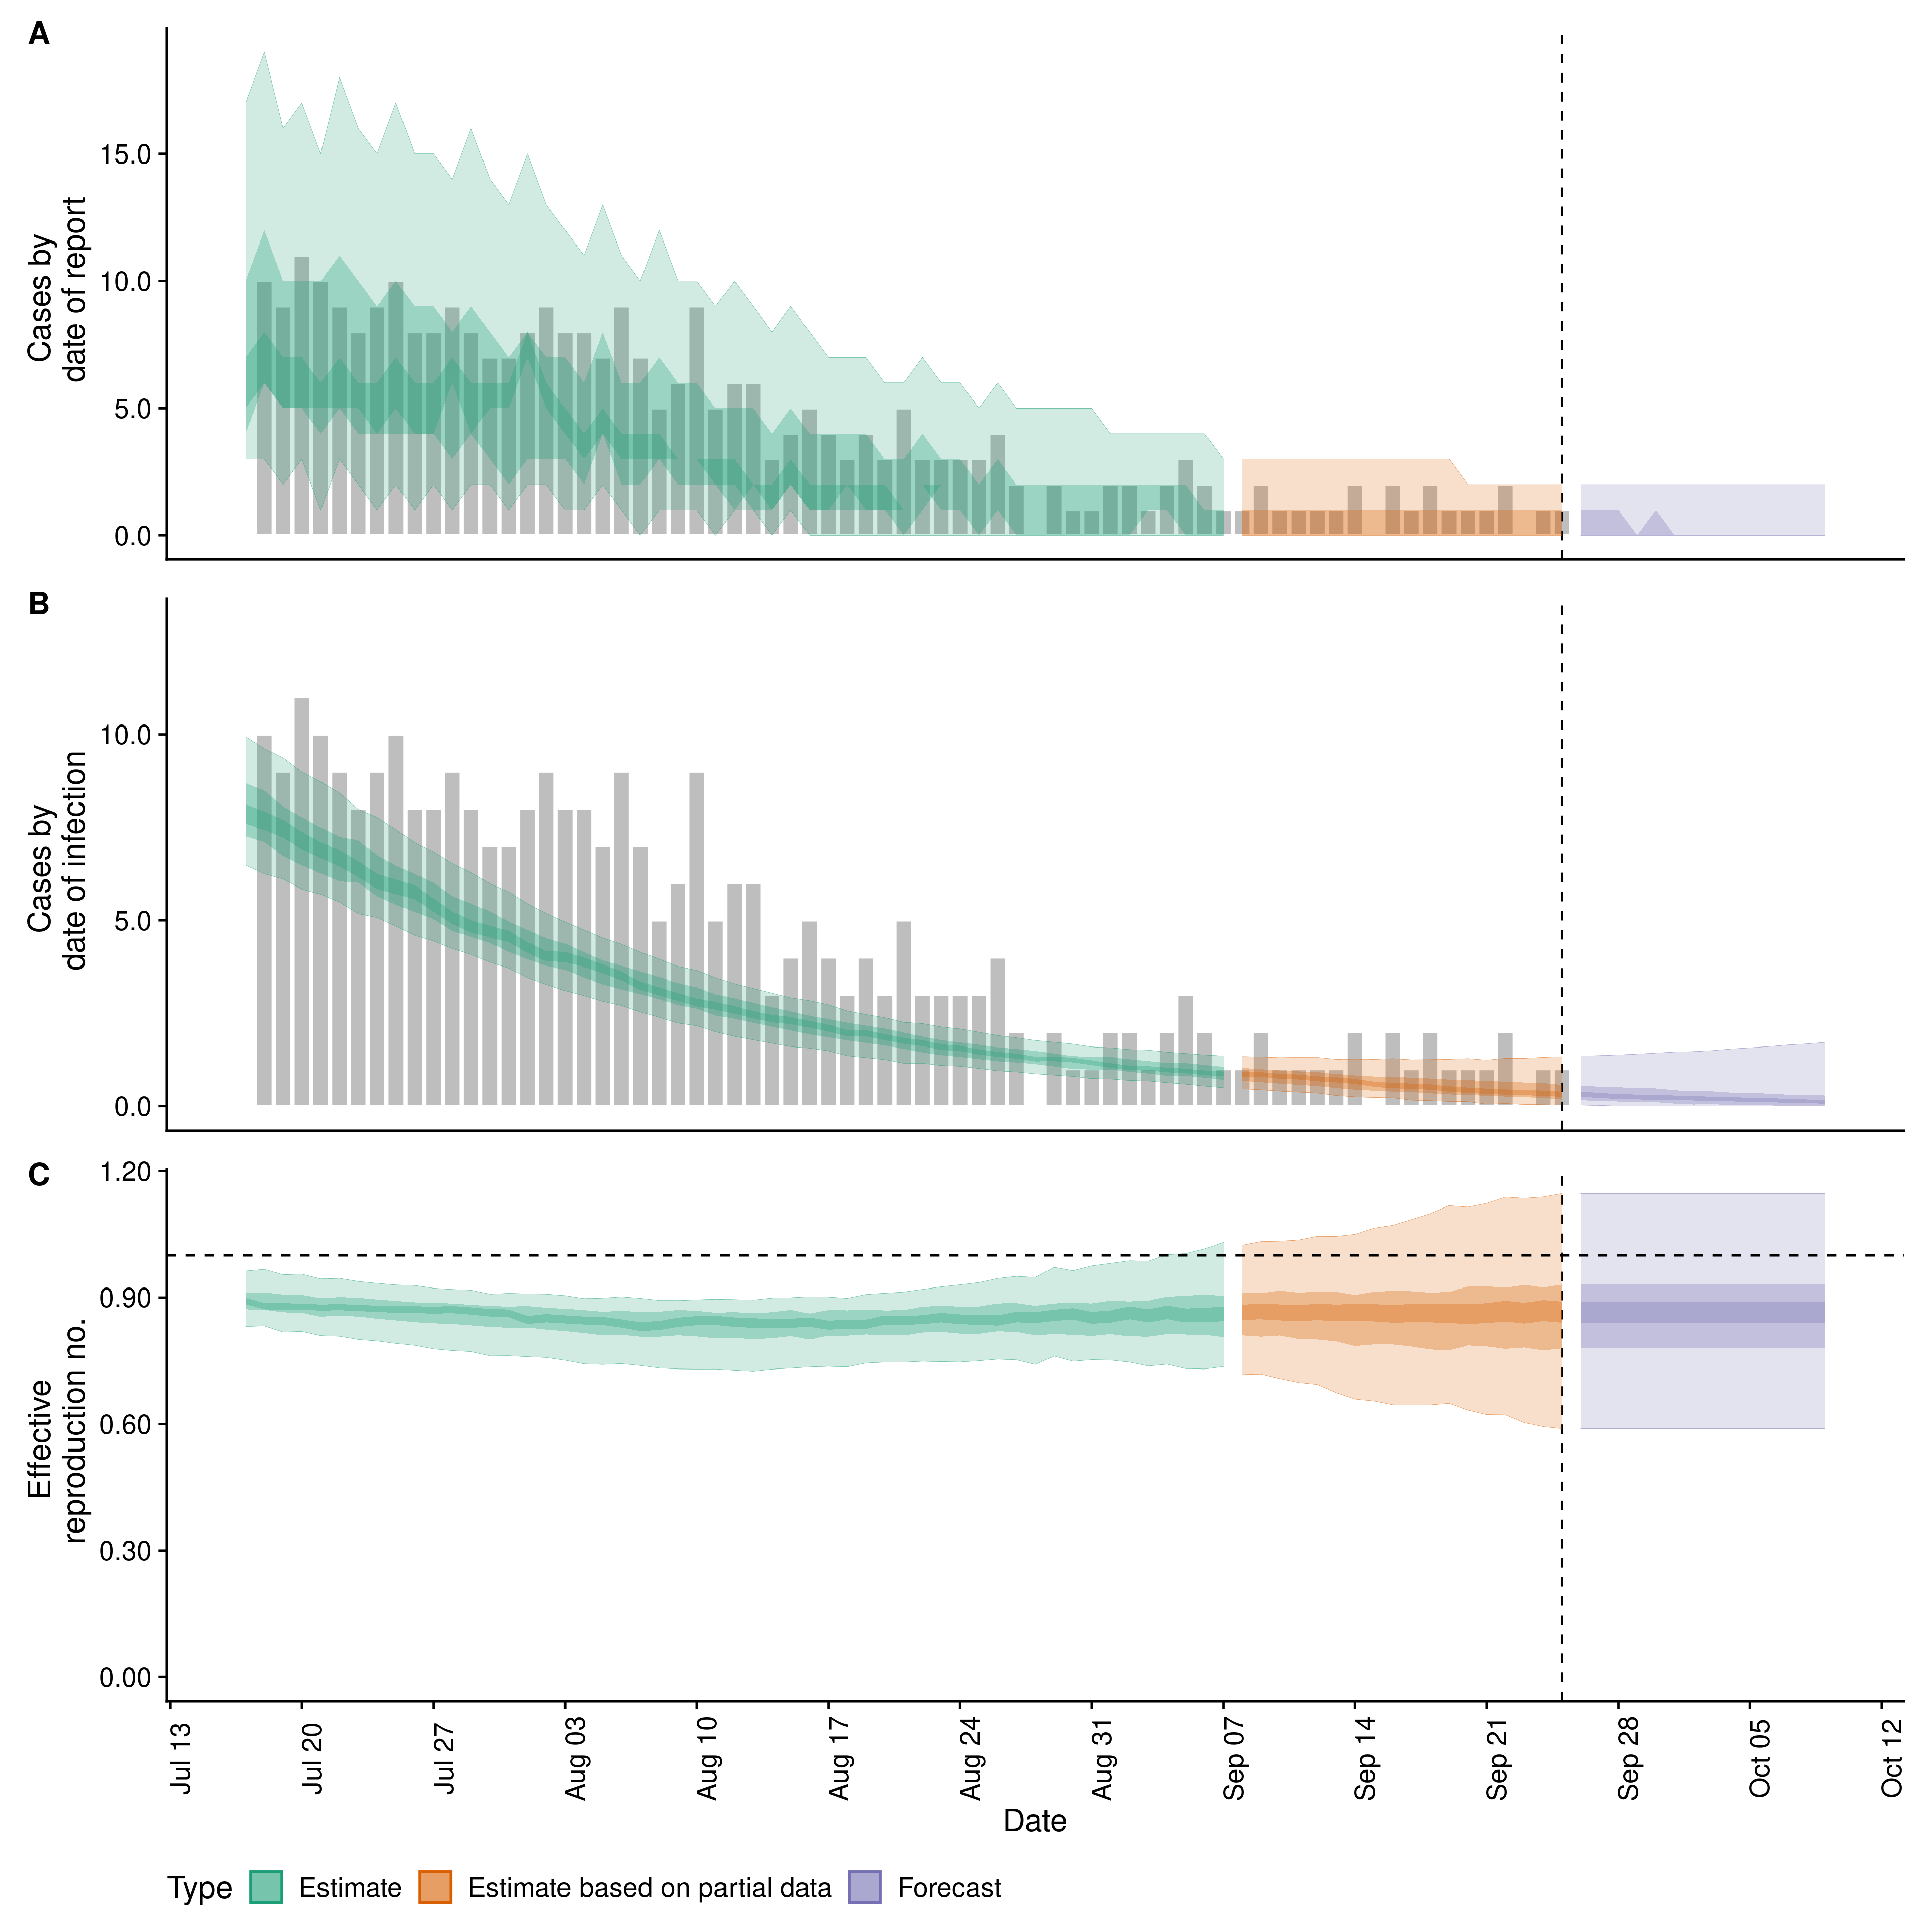 A
Cases by
date of report
15.0
10.0
5.0
0.0
B
Cases by
date of infection
10.0
5.0
0.0
C
Effective
reproduction no.
1.20
0.90
0.60
0.30
0.00
Jul 13
Jul 20
Jul 27
Aug 03
Aug 10
Aug 17
Aug 24
Aug 31
Sep 07
Sep 14
Sep 21
Sep 28
Oct 05
Oct 12
Date
Type Estimate Estimate based on partial data Forecast